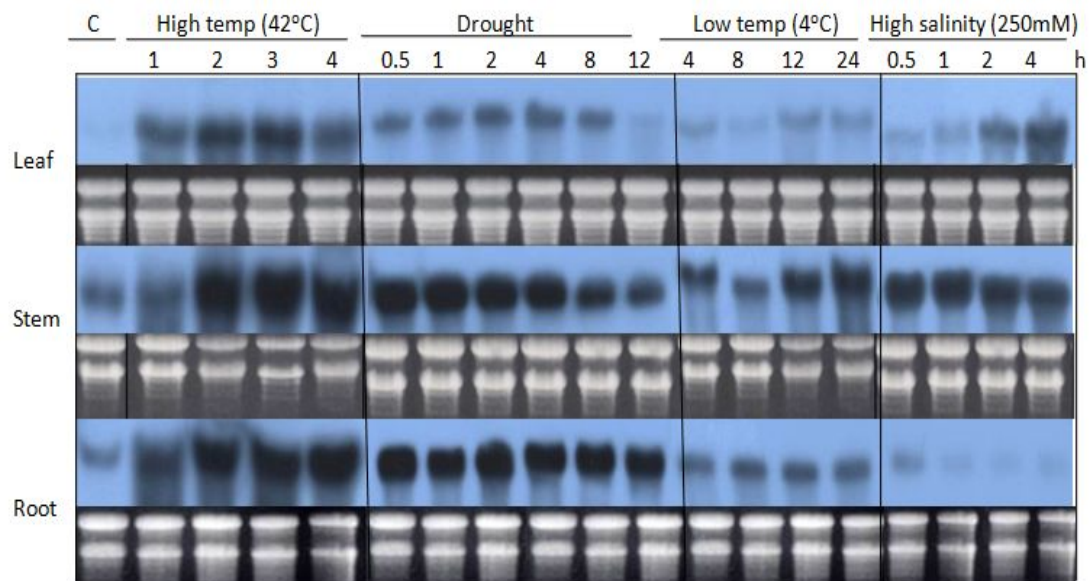 C High temp (42°C) Drought Low temp (4°C) High salinity (250mM)
1 2 3 4 0.5 1 2 4 8 12 4 8 12 24 0.5 1 2 4 h
Leaf
Stem
Root